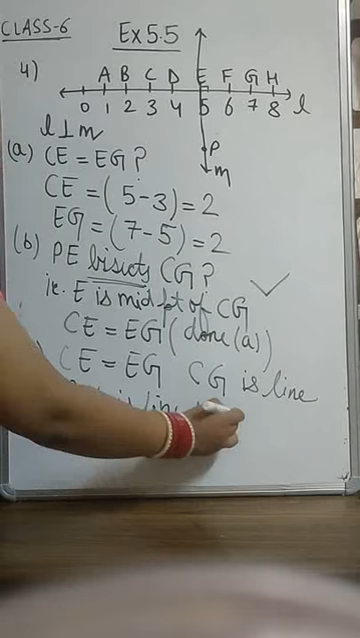 CLASS-6
Ex 5.5
4)
A B C D E F G H
0 1 2 3 4 5 6 7 8 l
P
m
l ⊥ m
(a) CE = EG ?
CE = (5-3) = 2
EG = (7-5) = 2
(b) PE bisects CG ?
ie. E is mid pt of CG
CE = EG (done (a))
CE = EG CG is line
is line